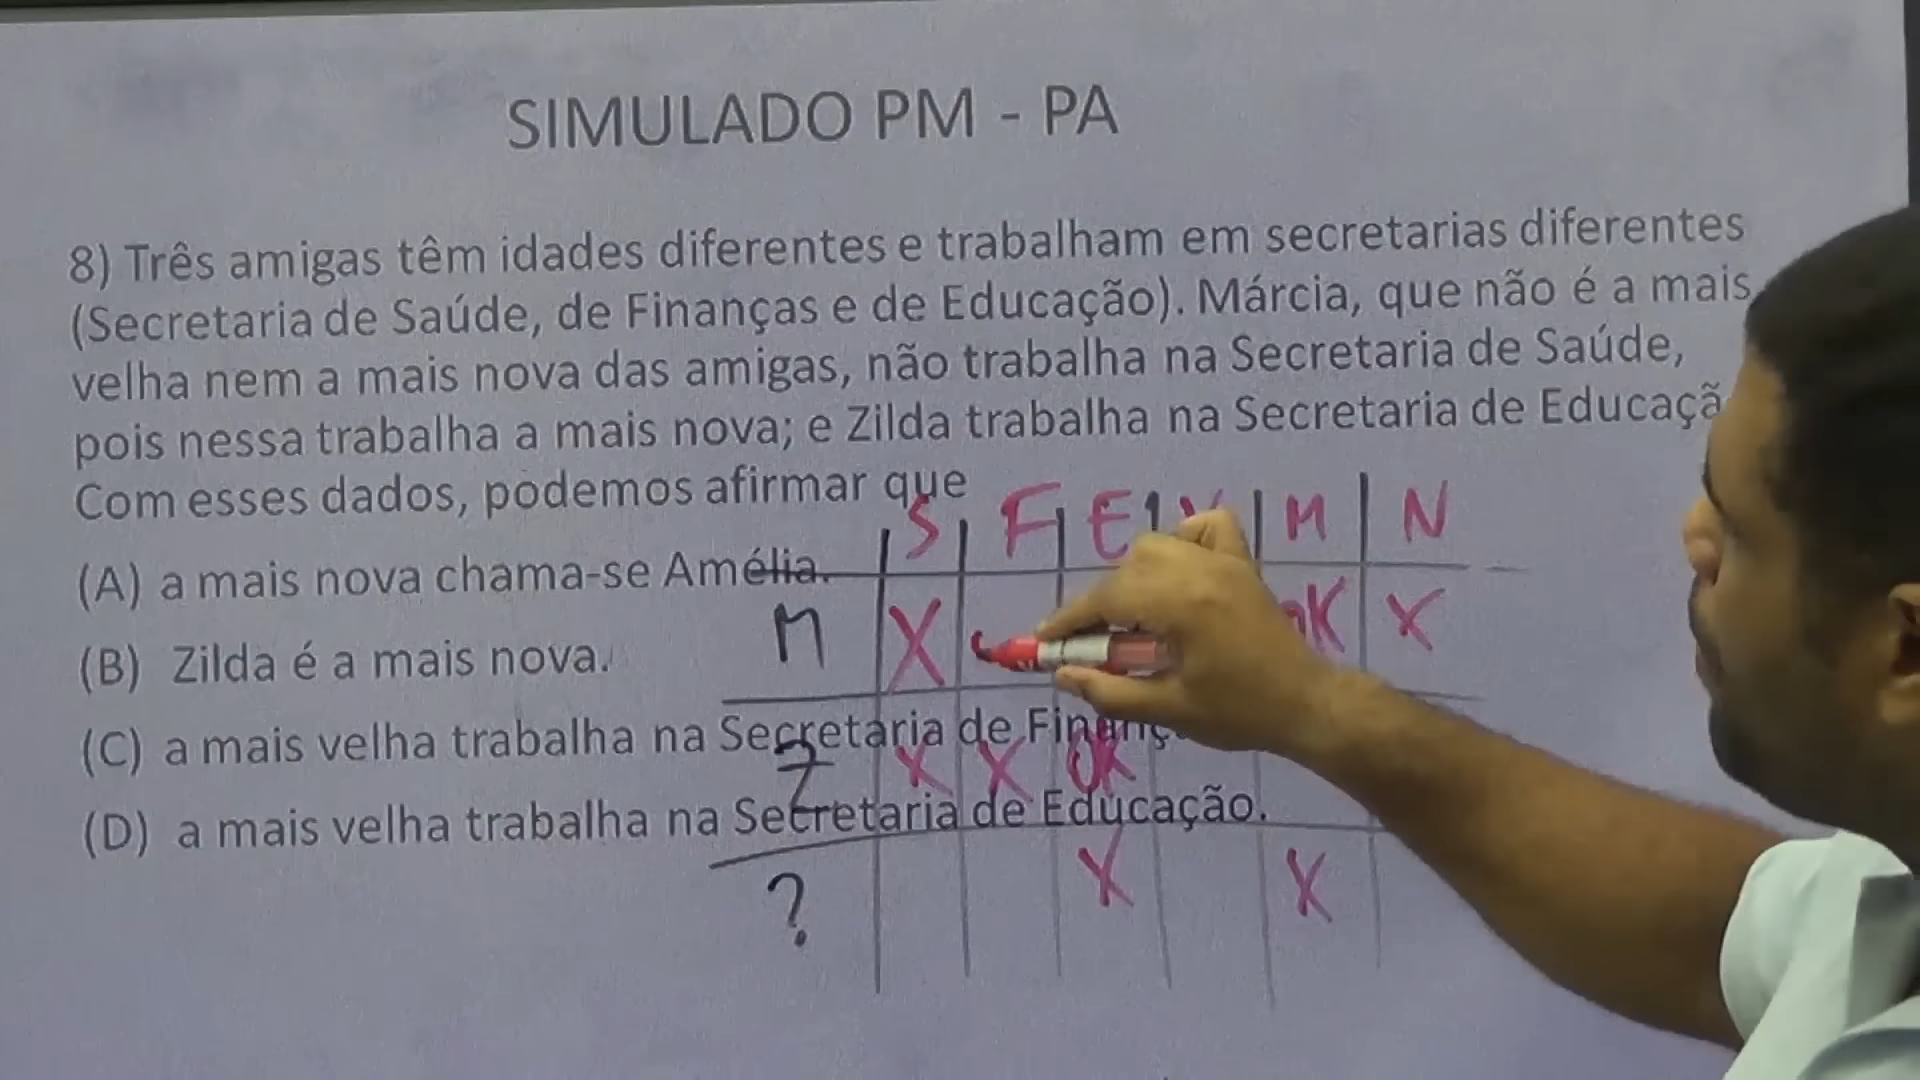 SIMULADO PM - PA
8) Três amigas têm idades diferentes e trabalham em secretarias diferentes
(Secretaria de Saúde, de Finanças e de Educação). Márcia, que não é a mais
velha nem a mais nova das amigas, não trabalha na Secretaria de Saúde,
pois nessa trabalha a mais nova; e Zilda trabalha na Secretaria de Educaçã
Com esses dados, podemos afirmar que
S F E M N
(A) a mais nova chama-se Amélia.
M X OK X
(B) Zilda é a mais nova.
(C) a mais velha trabalha na Secretaria de Finanç
Z X X OK
(D) a mais velha trabalha na Secretaria de Educação.
? X X